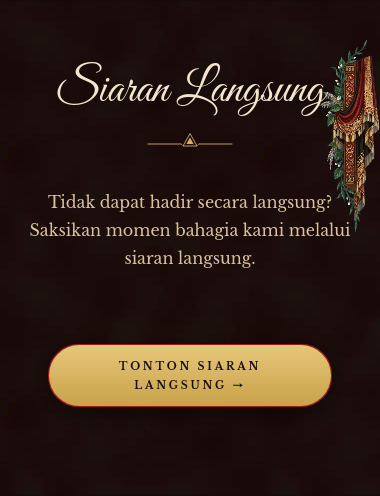 Siaran Langsung
Tidak dapat hadir secara langsung?
Saksikan momen bahagia kami melalui
siaran langsung.
TONTON SIARAN
LANGSUNG →